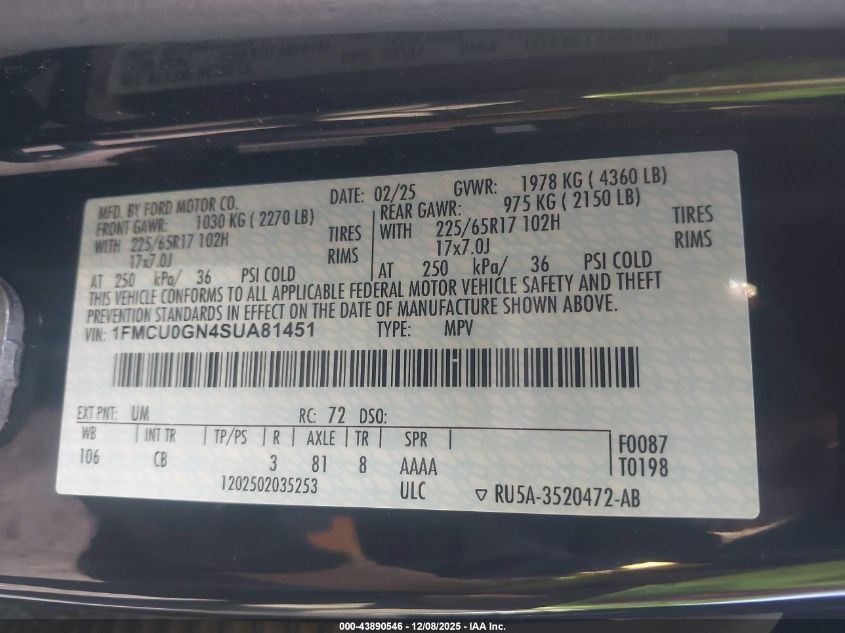 MFD. BY FORD MOTOR CO. DATE: 02/25 GVWR: 1978 KG ( 4360 LB)
FRONT GAWR: 1030 KG ( 2270 LB) REAR GAWR: 975 KG ( 2150 LB)
WITH 225/65R17 102H TIRES WITH 225/65R17 102H TIRES
17x7.0J RIMS 17x7.0J RIMS
AT 250 kPa/ 36 PSI COLD AT 250 kPa/ 36 PSI COLD
THIS VEHICLE CONFORMS TO ALL APPLICABLE FEDERAL MOTOR VEHICLE SAFETY AND THEFT
PREVENTION STANDARDS IN EFFECT ON THE DATE OF MANUFACTURE SHOWN ABOVE.
VIN: 1FMCU0GN4SUA81451 TYPE: MPV
EXT PNT: UM RC: 72 DSO:
WB INT TR TP/PS R AXLE TR SPR F0087
106 CB 3 81 8 AAAA T0198
1202502035253 ULC ▽ RU5A-3520472-AB
000-43890546 - 12/08/2025 - IAA Inc.